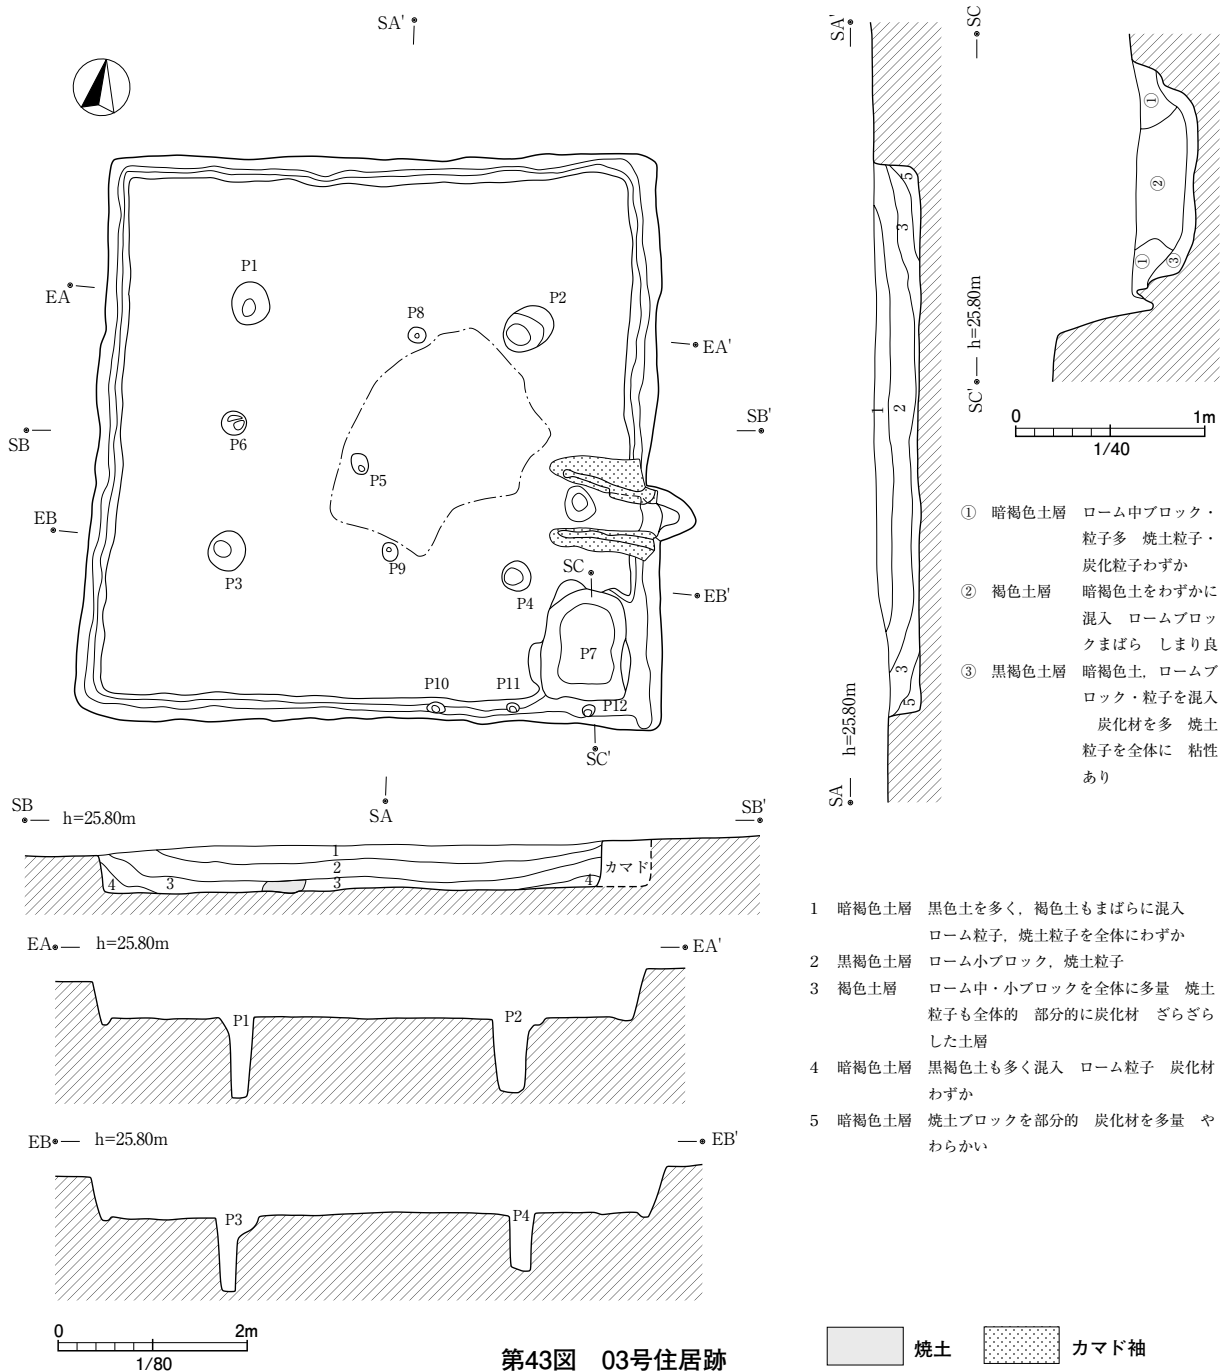 SA'
P1
EA
P8
P2
EA'
P6
SB
SB'
P5
EB
P3
P9
SC
P4
EB'
P7
P10
P11
P12
SC'
SA
SA'
5
3
1
2
3
5
SA
h=25.80m
SC
①
②
①
③
SC'
h=25.80m
0
1m
1/40
① 暗褐色土層 ローム中ブロック・
粒子多 焼土粒子・
炭化粒子わずか
② 褐色土層 暗褐色土をわずかに
混入 ロームブロッ
クまばら しまり良
③ 黒褐色土層 暗褐色土，ロームブ
ロック・粒子を混入
炭化材を多 焼土
粒子を全体に 粘性
あり
SB
h=25.80m
SB'
1
2
3
3
4
4
カマド
EA
h=25.80m
EA'
P1
P2
EB
h=25.80m
EB'
P3
P4
1 暗褐色土層 黒色土を多く，褐色土もまばらに混入
ローム粒子，焼土粒子を全体にわずか
2 黒褐色土層 ローム小ブロック，焼土粒子
3 褐色土層 ローム中・小ブロックを全体に多量 焼土
粒子も全体的 部分的に炭化材 ざらざら
した土層
4 暗褐色土層 黒褐色土も多く混入 ローム粒子 炭化材
わずか
5 暗褐色土層 焼土ブロックを部分的 炭化材を多量 や
わらかい
0
2m
1/80
第43図 03号住居跡
焼土
カマド袖